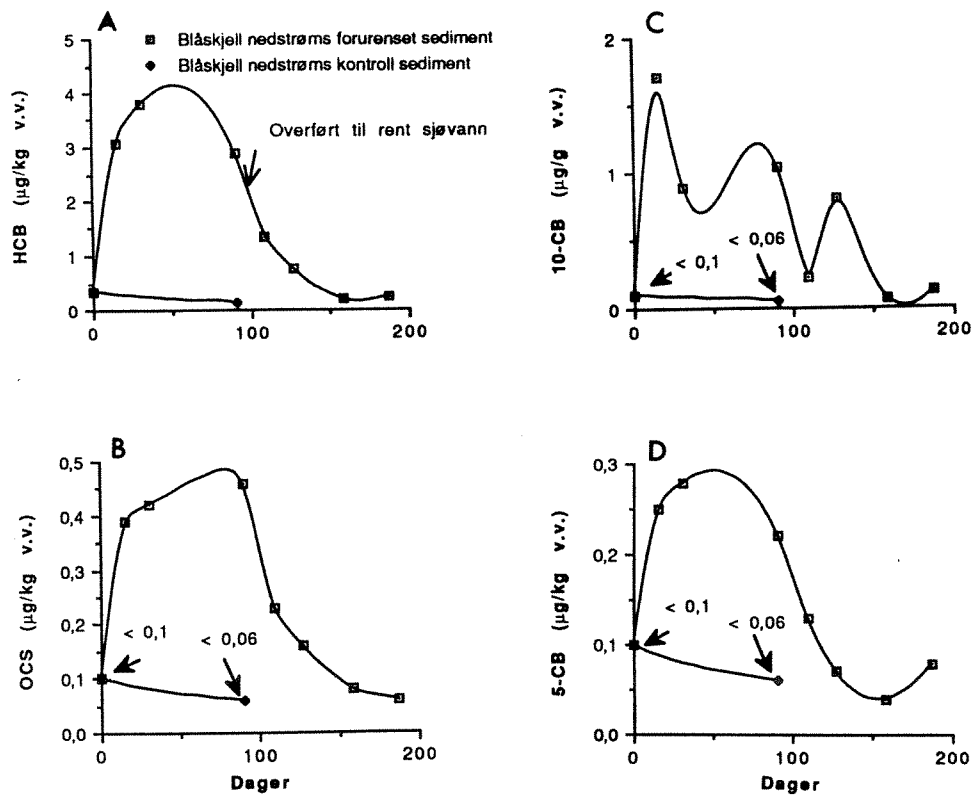 A
Blåskjell nedstrøms forurenset sediment
Blåskjell nedstrøms kontroll sediment
HCB (µg/kg v.v.)
5
4
3
2
1
0
Overført til rent sjøvann
0
100
200
C
10-CB (µg/g v.v.)
2
1
0
< 0,1
< 0,06
0
100
200
B
OCS (µg/kg v.v.)
0,5
0,4
0,3
0,2
0,1
0,0
< 0,1
< 0,06
0
100
200
Dager
D
5-CB (µg/kg v.v.)
0,3
0,2
0,1
0,0
< 0,1
< 0,06
0
100
200
Dager